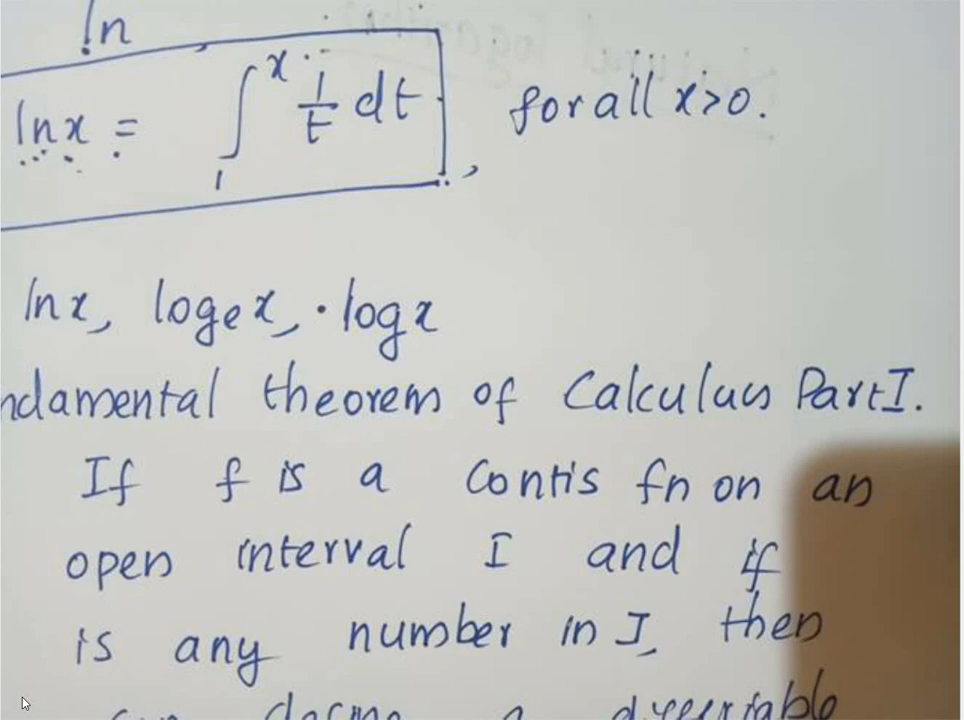 ln
ln x = ∫₁ˣ 1/t dt, for all x>0.
ln x, logₑx, log x
ndamental theorem of Calculus Part I.
If f is a Contis fn on an
open interval I and if
is any number in I, then